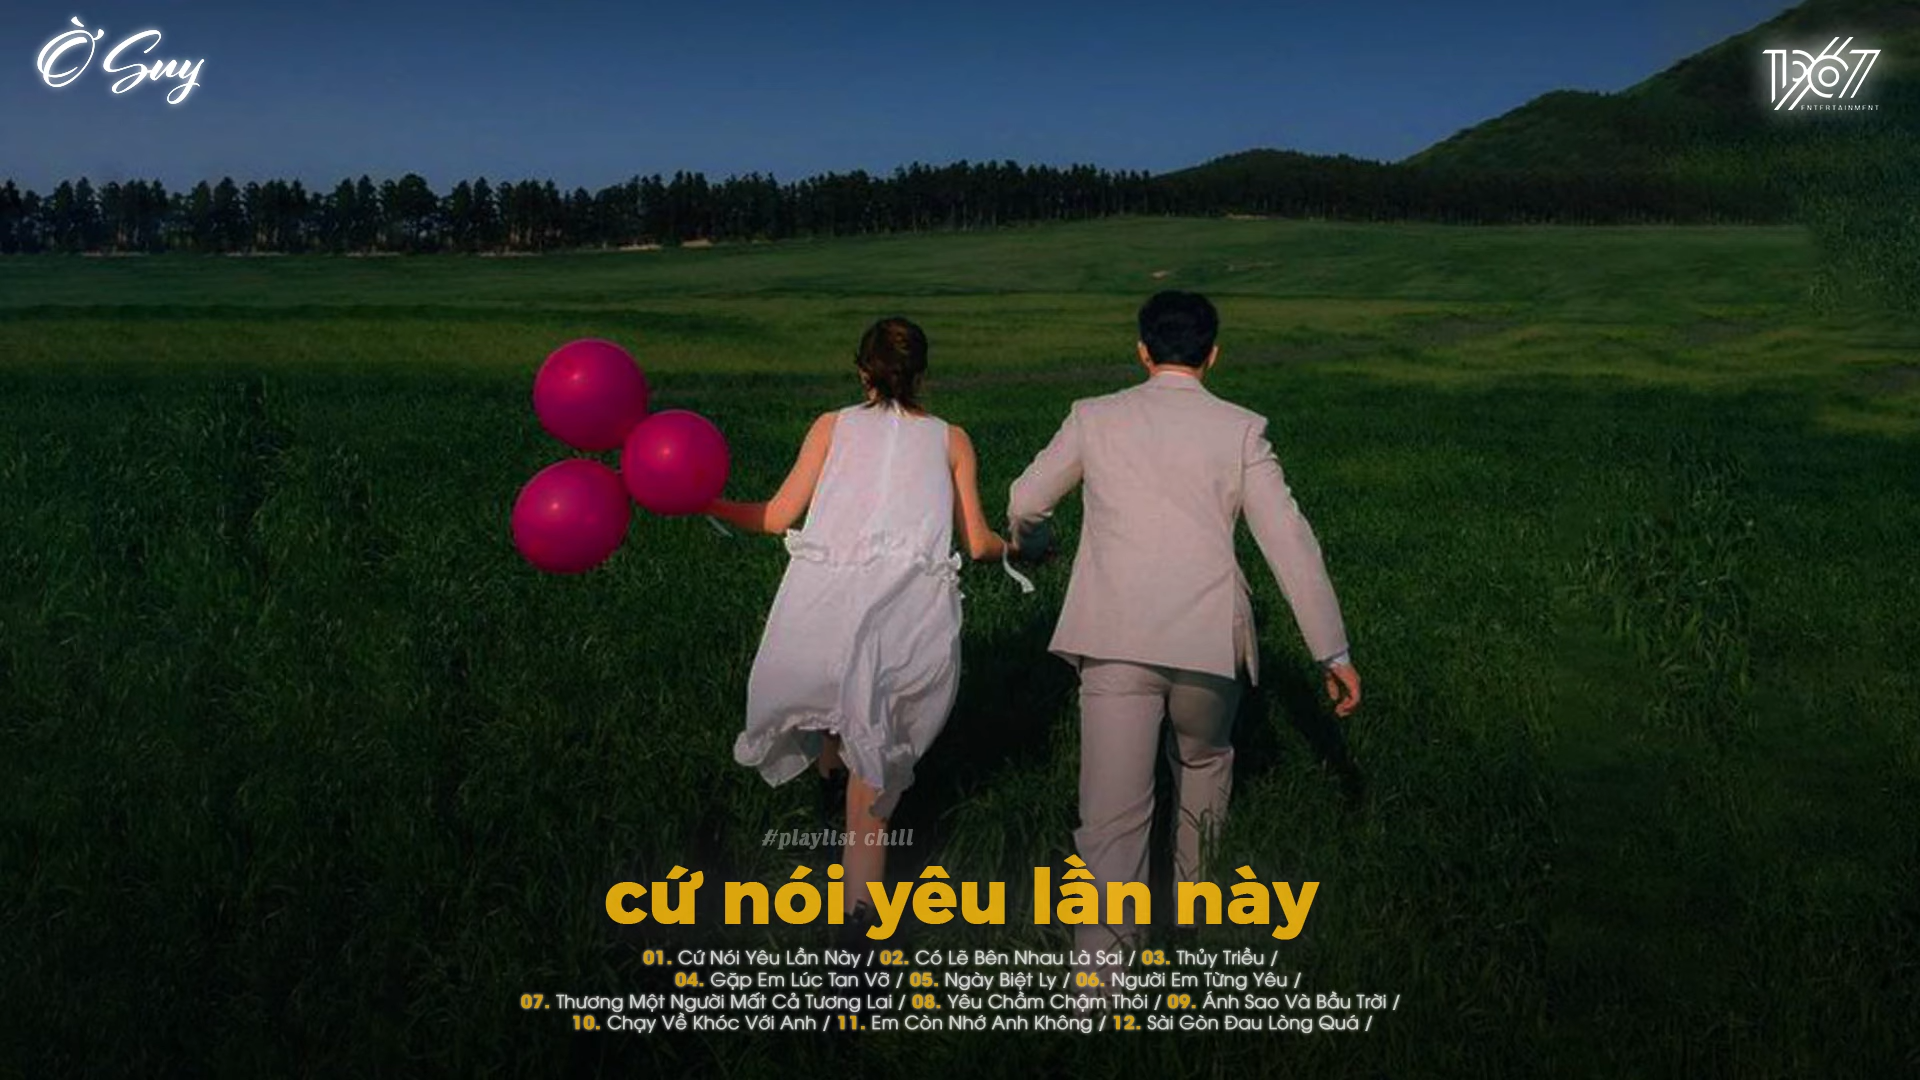 Ờ Suy
1967
ENTERTAINMENT
#playlist chill
cứ nói yêu lần này
01. Cứ Nói Yêu Lần Này / 02. Có Lẽ Bên Nhau Là Sai / 03. Thủy Triều /
04. Gặp Em Lúc Tan Vỡ / 05. Ngày Biệt Ly / 06. Người Em Từng Yêu /
07. Thương Một Người Mất Cả Tương Lai / 08. Yêu Chầm Chậm Thôi / 09. Ánh Sao Và Bầu Trời /
10. Chạy Về Khóc Với Anh / 11. Em Còn Nhớ Anh Không / 12. Sài Gòn Đau Lòng Quá /